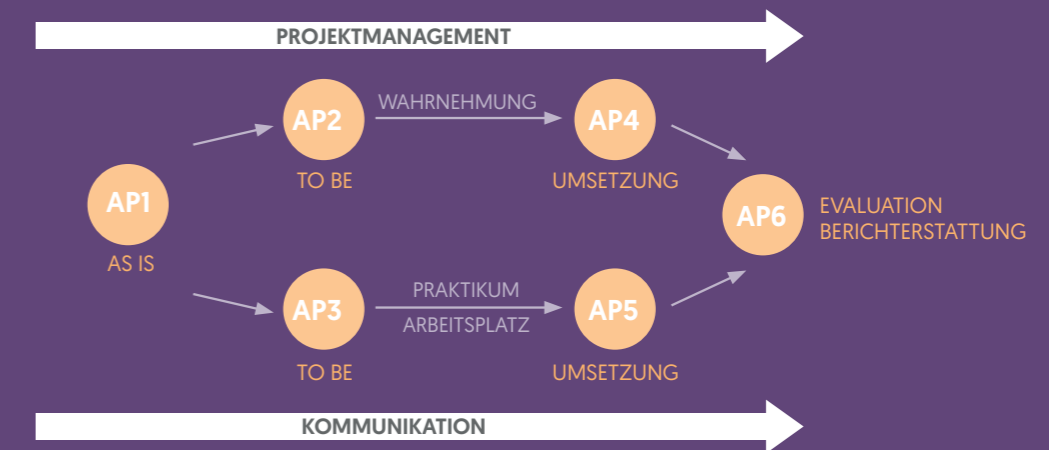 PROJEKTMANAGEMENT
AP2
WAHRNEHMUNG
AP4
TO BE
UMSETZUNG
AP1
AS IS
AP6
EVALUATION
BERICHTERSTATTUNG
AP3
PRAKTIKUM
ARBEITSPLATZ
AP5
TO BE
UMSETZUNG
KOMMUNIKATION